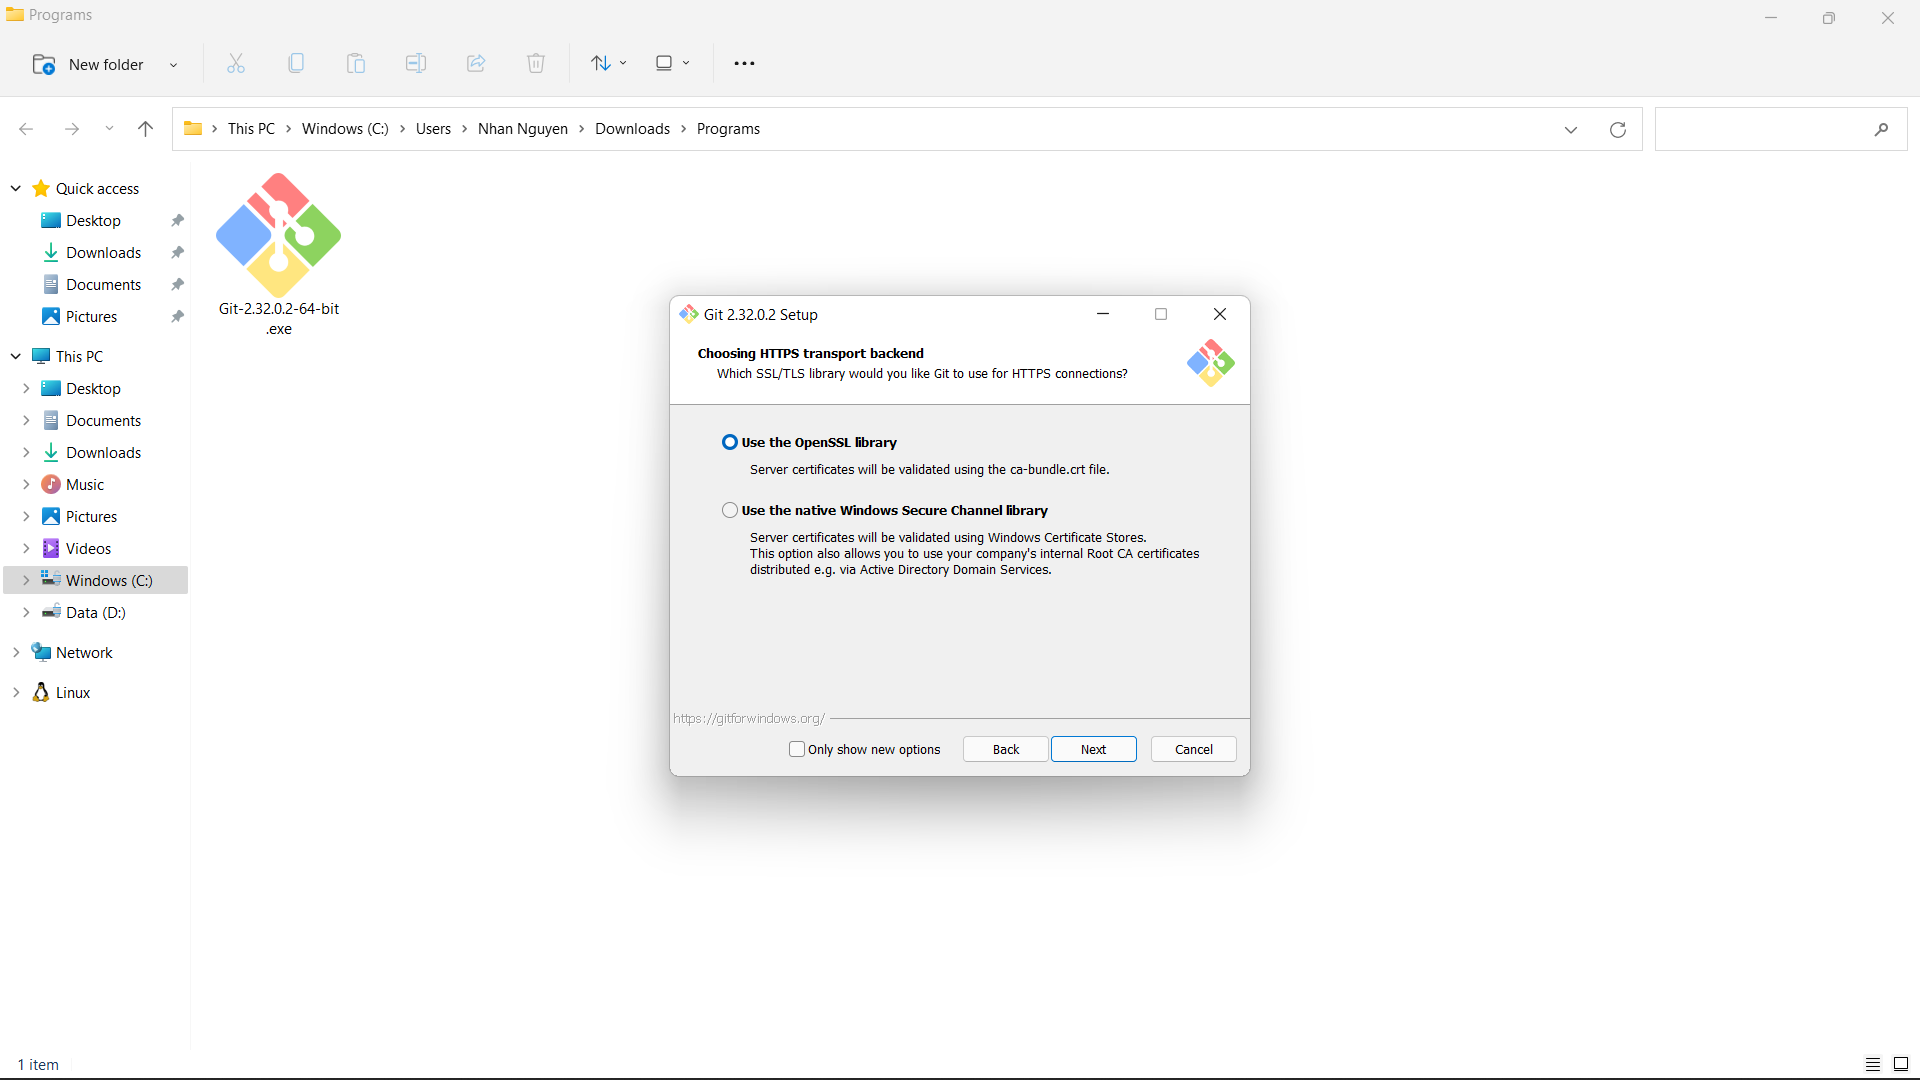 Programs
New folder
This PC
Windows (C:)
Users
Nhan Nguyen
Downloads
Programs
Quick access
Desktop
Downloads
Documents
Pictures
This PC
Desktop
Documents
Downloads
Music
Pictures
Videos
Windows (C:)
Data (D:)
Network
Linux
Git-2.32.0.2-64-bit
.exe
Git 2.32.0.2 Setup
Choosing HTTPS transport backend
Which SSL/TLS library would you like Git to use for HTTPS connections?
Use the OpenSSL library
Server certificates will be validated using the ca-bundle.crt file.
Use the native Windows Secure Channel library
Server certificates will be validated using Windows Certificate Stores.
This option also allows you to use your company's internal Root CA certificates
distributed e.g. via Active Directory Domain Services.
https://gitforwindows.org/
Only show new options
Back
Next
Cancel
1 item